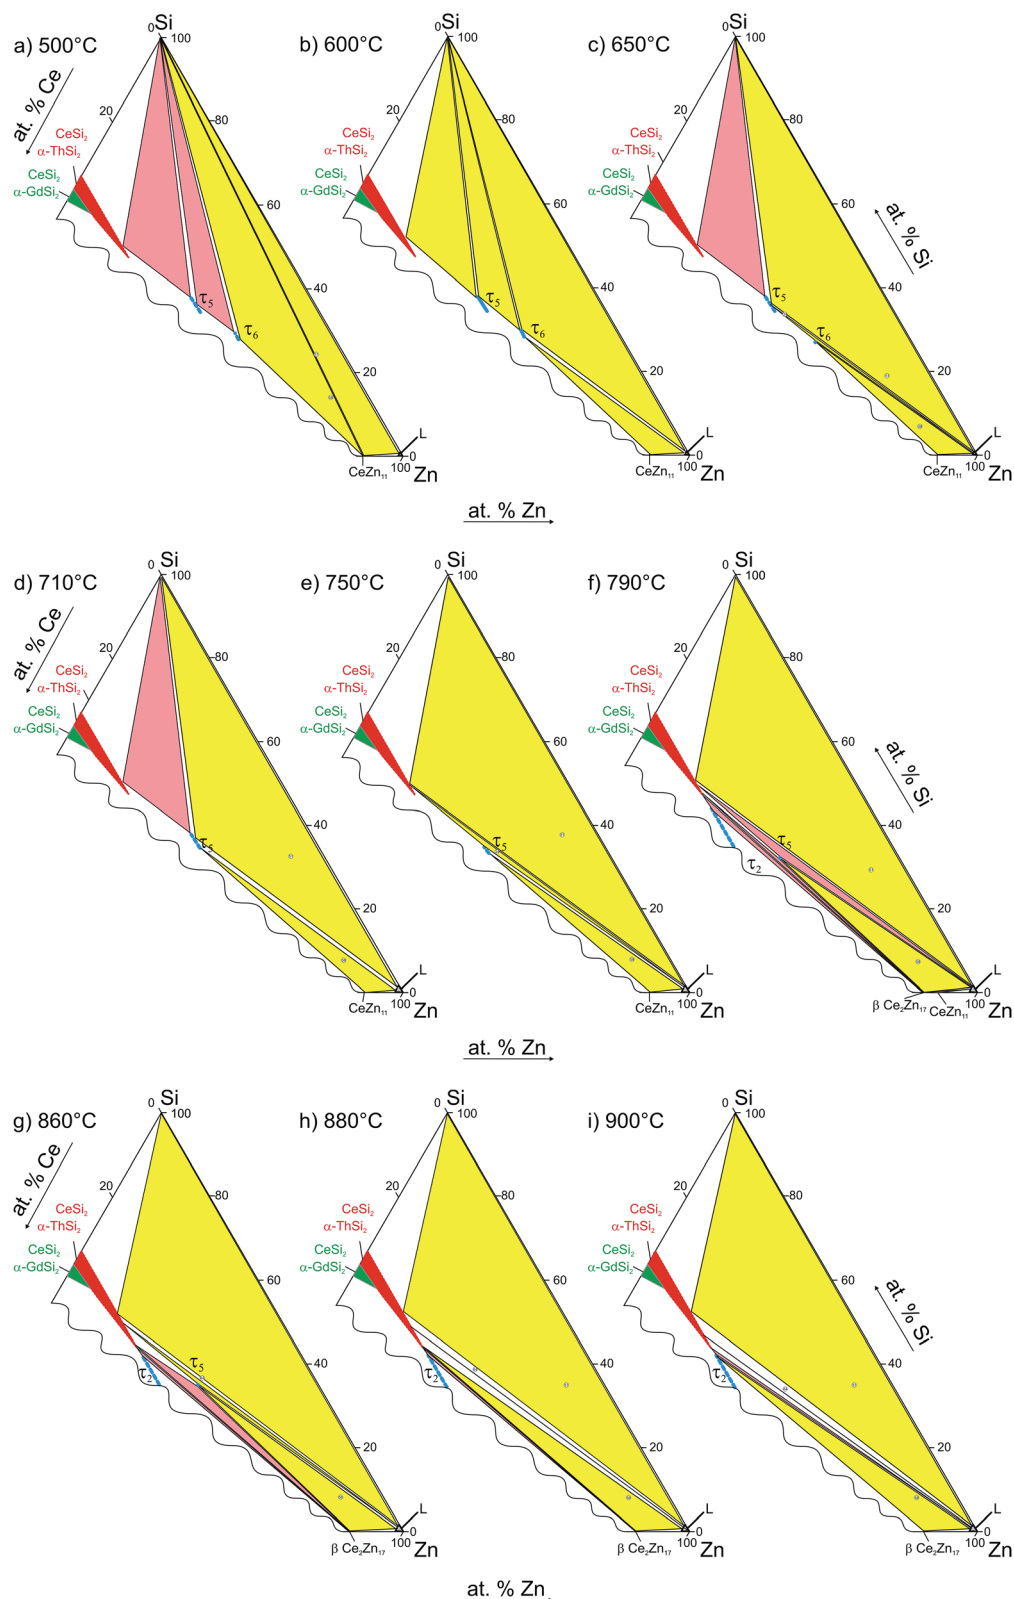 a) 500°C
at. % Ce
0 Si 100
20
80
CeSi2
α-ThSi2
CeSi2
α-GdSi2
60
40
τ5
τ6
20
L
0
CeZn11 100 Zn
b) 600°C
0 Si 100
20
80
CeSi2
α-ThSi2
CeSi2
α-GdSi2
60
40
τ5
τ6
20
L
0
CeZn11 100 Zn
c) 650°C
0 Si 100
20
80
CeSi2
α-ThSi2
CeSi2
α-GdSi2
60
at. % Si
40
τ5
τ6
20
L
0
CeZn11 100 Zn
at. % Zn
d) 710°C
at. % Ce
0 Si 100
20
80
CeSi2
α-ThSi2
CeSi2
α-GdSi2
60
40
τ5
20
L
0
CeZn11 100 Zn
e) 750°C
0 Si 100
20
80
CeSi2
α-ThSi2
CeSi2
α-GdSi2
60
40
τ5
20
L
0
CeZn11 100 Zn
f) 790°C
0 Si 100
20
80
CeSi2
α-ThSi2
CeSi2
α-GdSi2
60
at. % Si
40
τ5
τ2
20
L
0
β Ce2Zn17 CeZn11 100 Zn
at. % Zn
g) 860°C
at. % Ce
0 Si 100
20
80
CeSi2
α-ThSi2
CeSi2
α-GdSi2
60
40
τ5
τ2
20
L
0
β Ce2Zn17 100 Zn
h) 880°C
0 Si 100
20
80
CeSi2
α-ThSi2
CeSi2
α-GdSi2
60
40
τ2
20
L
0
β Ce2Zn17 100 Zn
i) 900°C
0 Si 100
20
80
CeSi2
α-ThSi2
CeSi2
α-GdSi2
60
at. % Si
40
τ2
20
L
0
β Ce2Zn17 100 Zn
at. % Zn